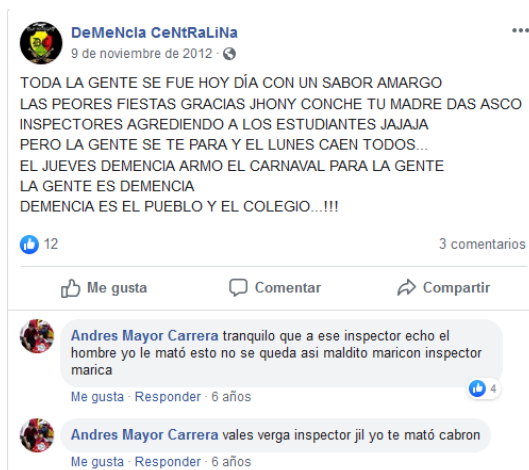 DeMeNcIa CeNtRaLiNa
9 de noviembre de 2012 ·
TODA LA GENTE SE FUE HOY DÍA CON UN SABOR AMARGO
LAS PEORES FIESTAS GRACIAS JHONY CONCHE TU MADRE DAS ASCO
INSPECTORES AGREDIENDO A LOS ESTUDIANTES JAJAJA
PERO LA GENTE SE TE PARA Y EL LUNES CAEN TODOS...
EL JUEVES DEMENCIA ARMO EL CARNAVAL PARA LA GENTE
LA GENTE ES DEMENCIA
DEMENCIA ES EL PUEBLO Y EL COLEGIO...!!!
12 3 comentarios
Me gusta Comentar Compartir
Andres Mayor Carrera tranquilo que a ese inspector echo el
hombre yo le mató esto no se queda asi maldito maricon inspector
marica
4
Me gusta · Responder · 6 años
Andres Mayor Carrera vales verga inspector jil yo te mató cabron
Me gusta · Responder · 6 años